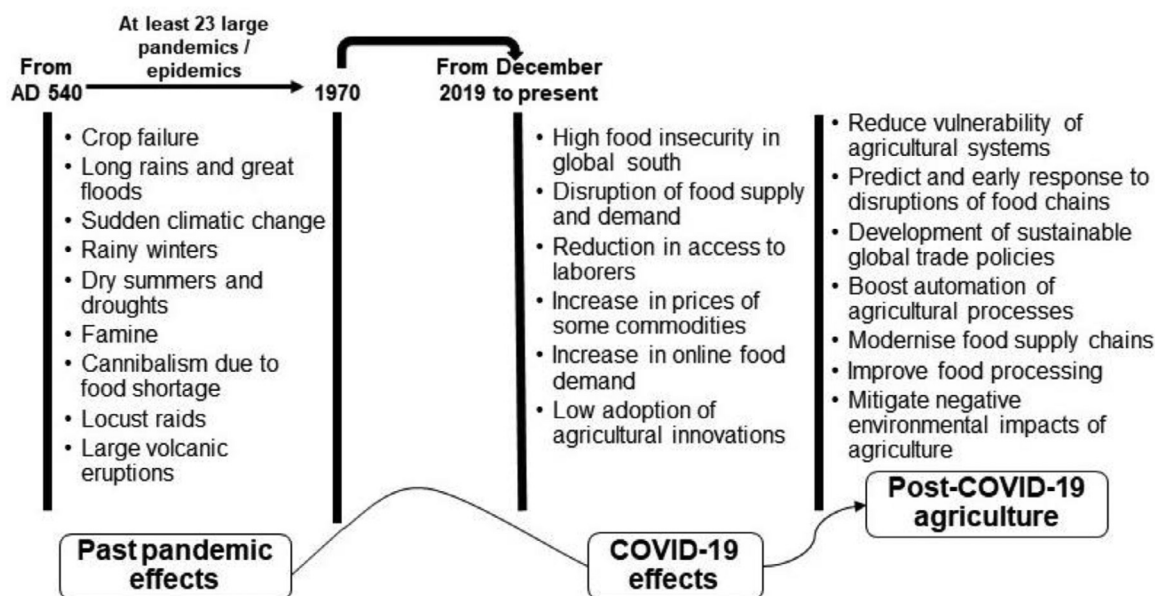 At least 23 large
pandemics /
epidemics
From
AD 540
1970
From December
2019 to present
• Crop failure
• Long rains and great
floods
• Sudden climatic change
• Rainy winters
• Dry summers and
droughts
• Famine
• Cannibalism due to
food shortage
• Locust raids
• Large volcanic
eruptions
• High food insecurity in
global south
• Disruption of food supply
and demand
• Reduction in access to
laborers
• Increase in prices of
some commodities
• Increase in online food
demand
• Low adoption of
agricultural innovations
• Reduce vulnerability of
agricultural systems
• Predict and early response to
disruptions of food chains
• Development of sustainable
global trade policies
• Boost automation of
agricultural processes
• Modernise food supply chains
• Improve food processing
• Mitigate negative
environmental impacts of
agriculture
Past pandemic
effects
COVID-19
effects
Post-COVID-19
agriculture